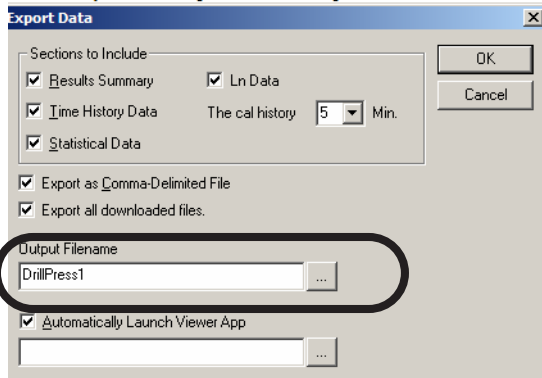 Export Data
Sections to Include
OK
Results Summary
Ln Data
Cancel
Time History Data
The cal history 5 Min.
Statistical Data
Export as Comma-Delimited File
Export all downloaded files.
Output Filename
DrillPress1
...
Automatically Launch Viewer App
...